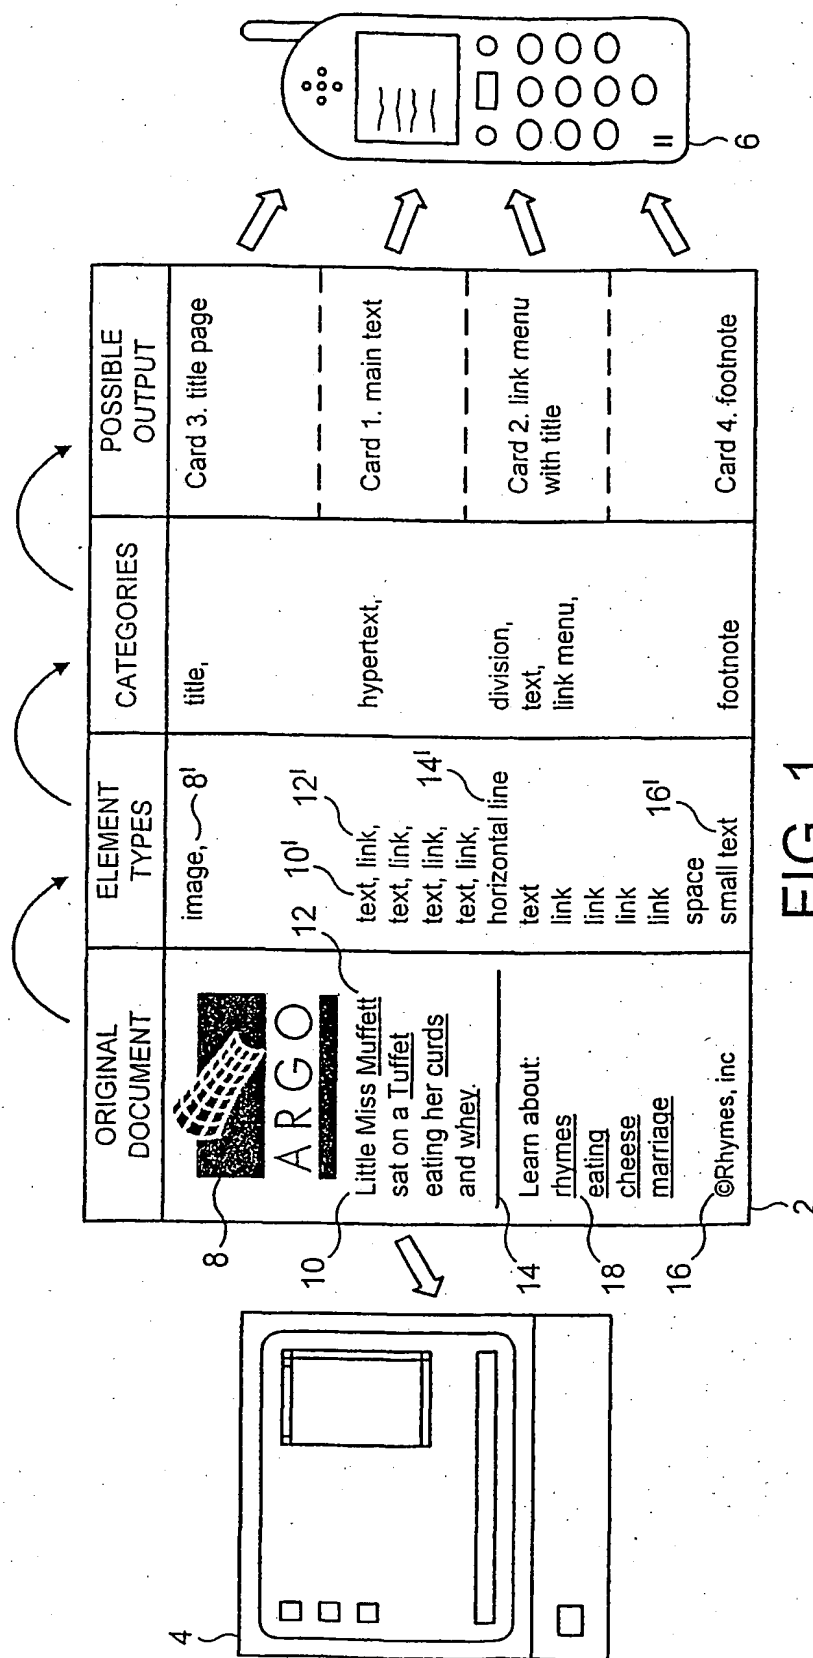 ORIGINAL
DOCUMENT
ELEMENT
TYPES
CATEGORIES
POSSIBLE
OUTPUT
8
ARGO
10
12
Little Miss Muffett
sat on a Tuffet
eating her curds
and whey.
14
Learn about:
rhymes
eating
cheese
marriage
18
16
©Rhymes, inc
2
image, 8'
10'
12'
text, link,
text, link,
text, link,
text, link,
14'
horizontal line
text
link
link
link
link
space
small text
16'
title,
hypertext,
division,
text,
link menu,
footnote
Card 3. title page
Card 1. main text
Card 2. link menu
with title
Card 4. footnote
4
6
FIG. 1